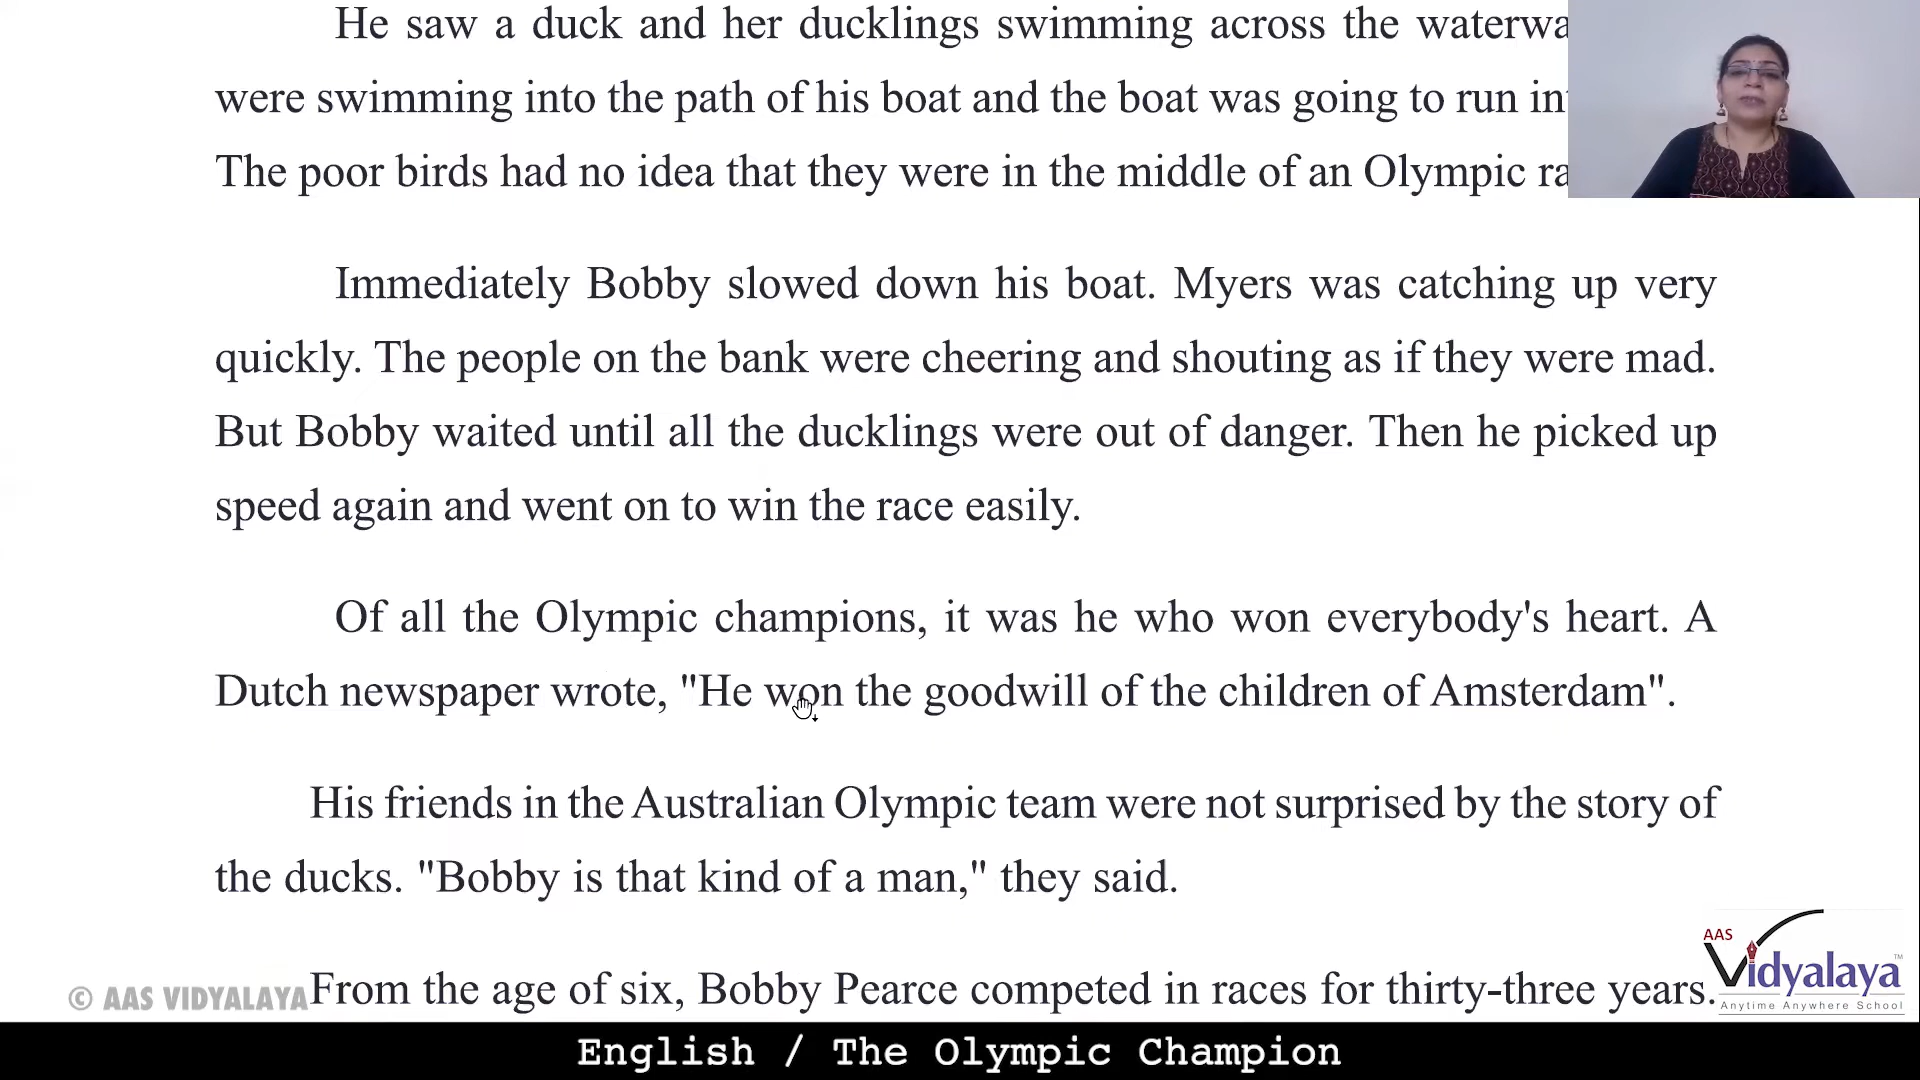 He saw a duck and her ducklings swimming across the
were swimming into the path of his boat and the boat was going to run
The poor birds had no idea that they were in the middle of an Olympic
Immediately Bobby slowed down his boat. Myers was catching up very
quickly. The people on the bank were cheering and shouting as if they were mad.
But Bobby waited until all the ducklings were out of danger. Then he picked up
speed again and went on to win the race easily.
Of all the Olympic champions, it was he who won everybody's heart. A
Dutch newspaper wrote, "He won the goodwill of the children of Amsterdam".
His friends in the Australian Olympic team were not surprised by the story of
the ducks. "Bobby is that kind of a man," they said.
From the age of six, Bobby Pearce competed in races for thirty-three years.
© AAS VIDYALAYA
AAS
Vidyalaya™
Anytime Anywhere School
English / The Olympic Champion